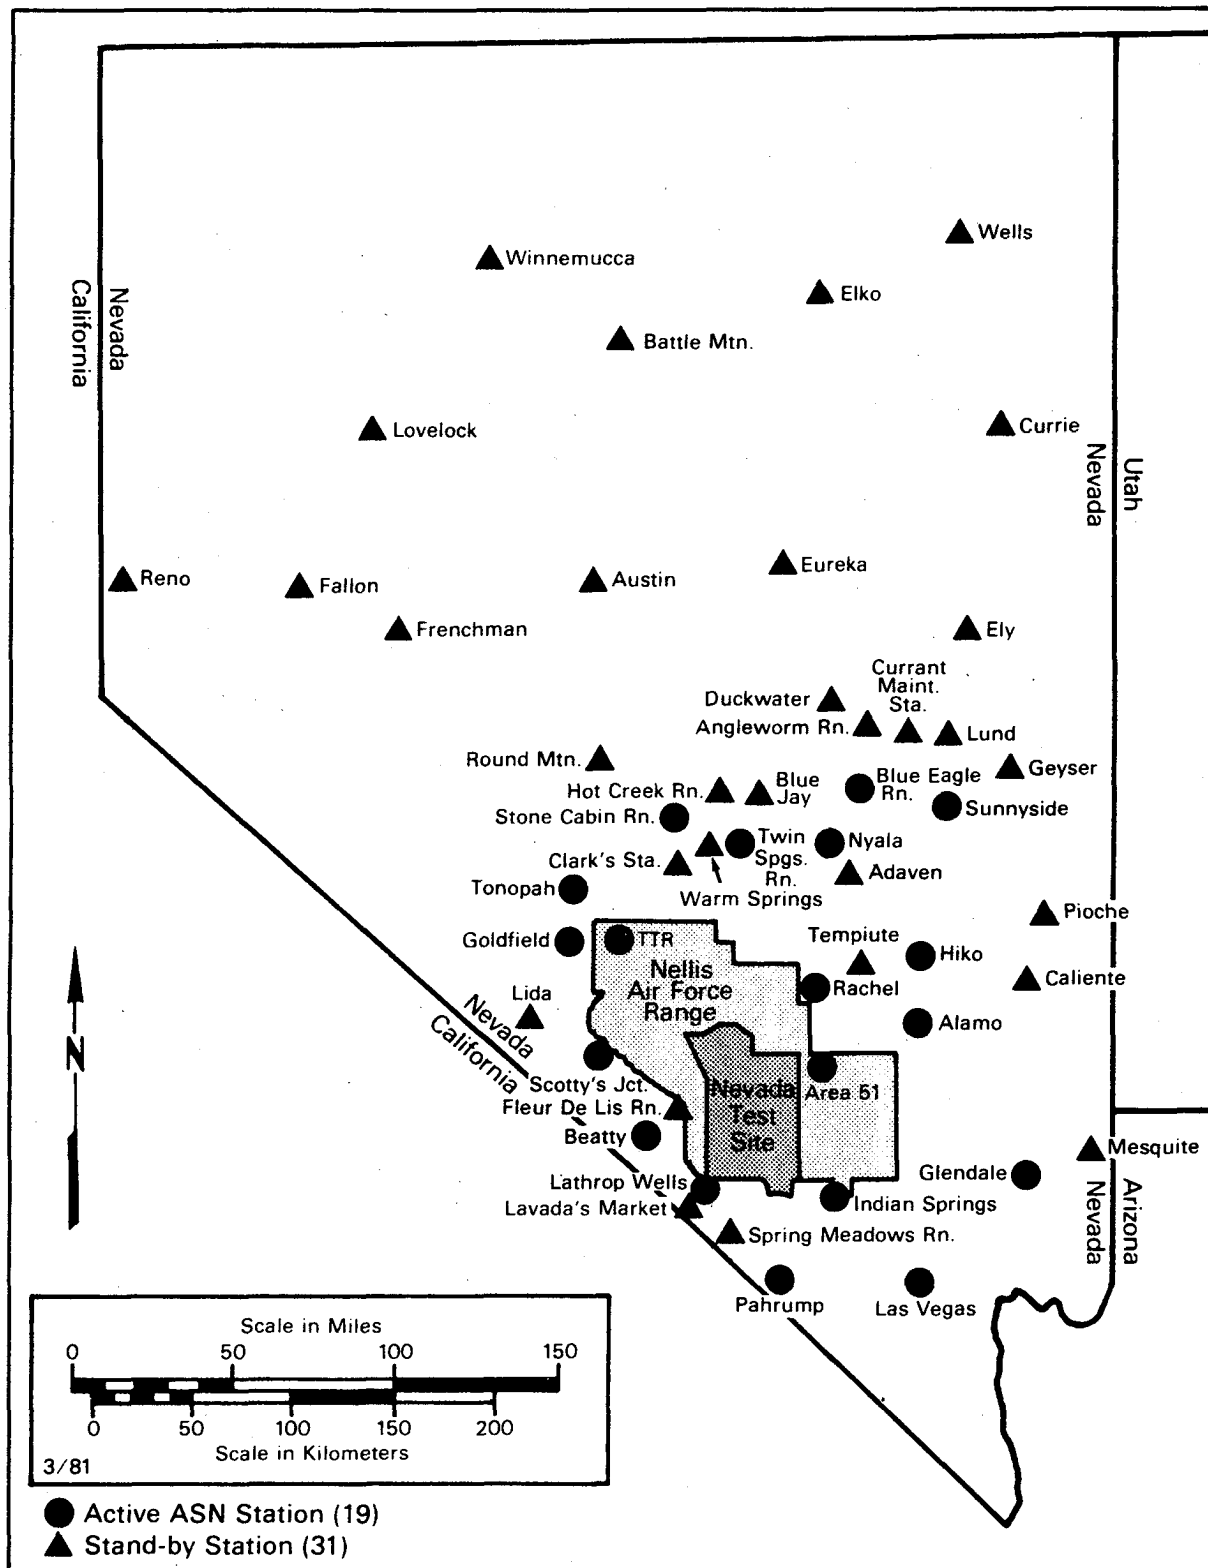 Wells
Winnemucca
Elko
Battle Mtn.
Nevada
California
Lovelock
Currie
Utah
Nevada
Eureka
Reno
Fallon
Austin
Frenchman
Ely
Currant
Maint.
Sta.
Duckwater
Angleworm Rn.
Lund
Round Mtn.
Geyser
Hot Creek Rn.
Blue
Jay
Blue Eagle
Rn.
Sunnyside
Stone Cabin Rn.
Twin
Spgs.
Rn.
Nyala
Clark's Sta.
Adaven
Warm Springs
Tonopah
Pioche
Goldfield
TTR
Tempiute
Hiko
Nellis
Air Force
Range
Rachel
Caliente
Lida
Nevada
California
Alamo
N
Scotty's Jct.
Nevada
Test
Site
Area 51
Fleur De Lis Rn.
Beatty
Mesquite
Lathrop Wells
Glendale
Lavada's Market
Indian Springs
Arizona
Nevada
Spring Meadows Rn.
Pahrump
Las Vegas
Scale in Miles
0 50 100 150
0 50 100 150 200
Scale in Kilometers
3/81
Active ASN Station (19)
Stand-by Station (31)